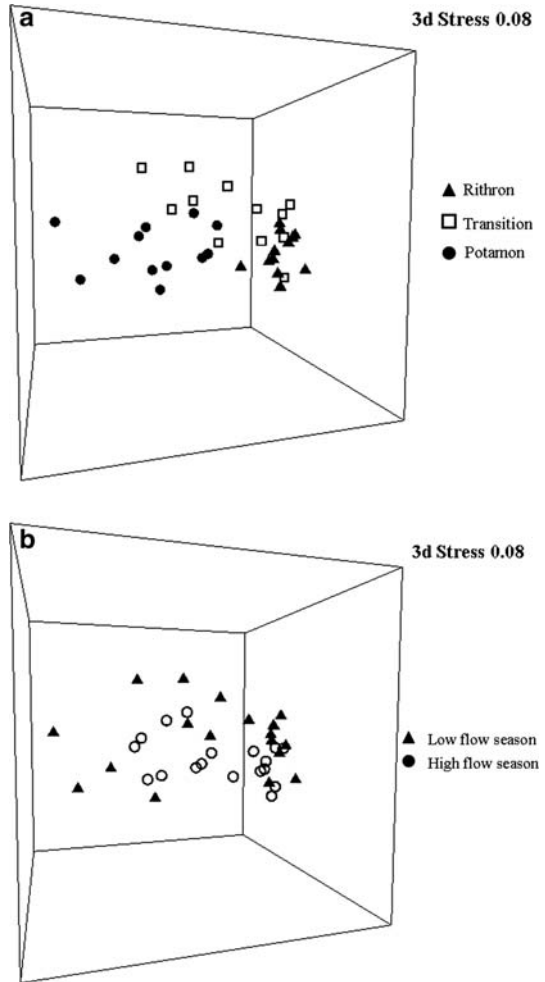 a
3d Stress 0.08
Rithron
Transition
Potamon
b
3d Stress 0.08
Low flow season
High flow season